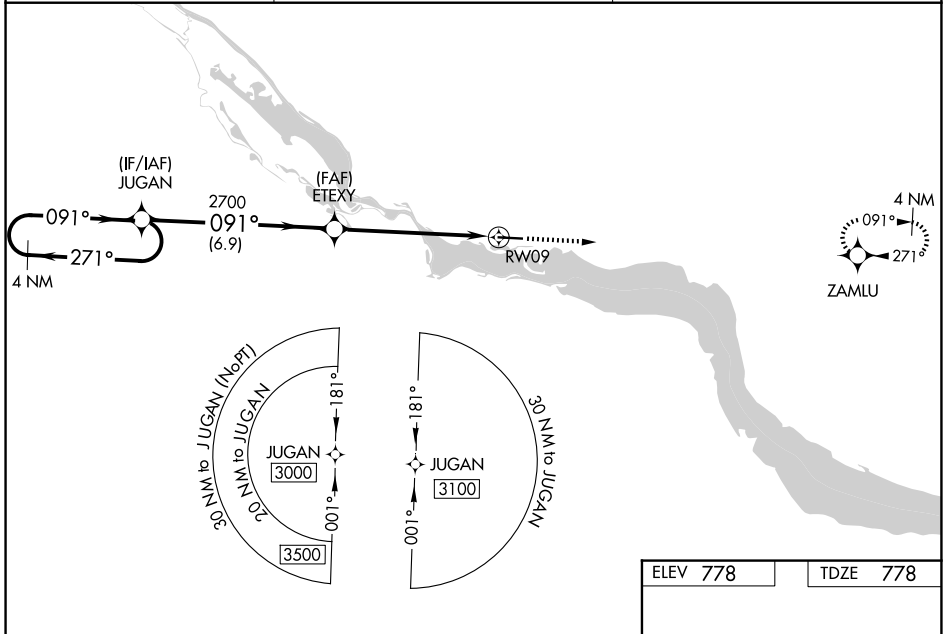 (IF/IAF)
JUGAN
(FAF)
ETEXY
2700
091°
(6.9)
091°
271°
4 NM
RW09
4 NM
091°
271°
ZAMLU
30 NM to JUGAN (NoPT)
20 NM to JUGAN
181°
JUGAN
3000
001°
3500
181°
JUGAN
3100
001°
30 NM to JUGAN
ELEV 778
TDZE 778